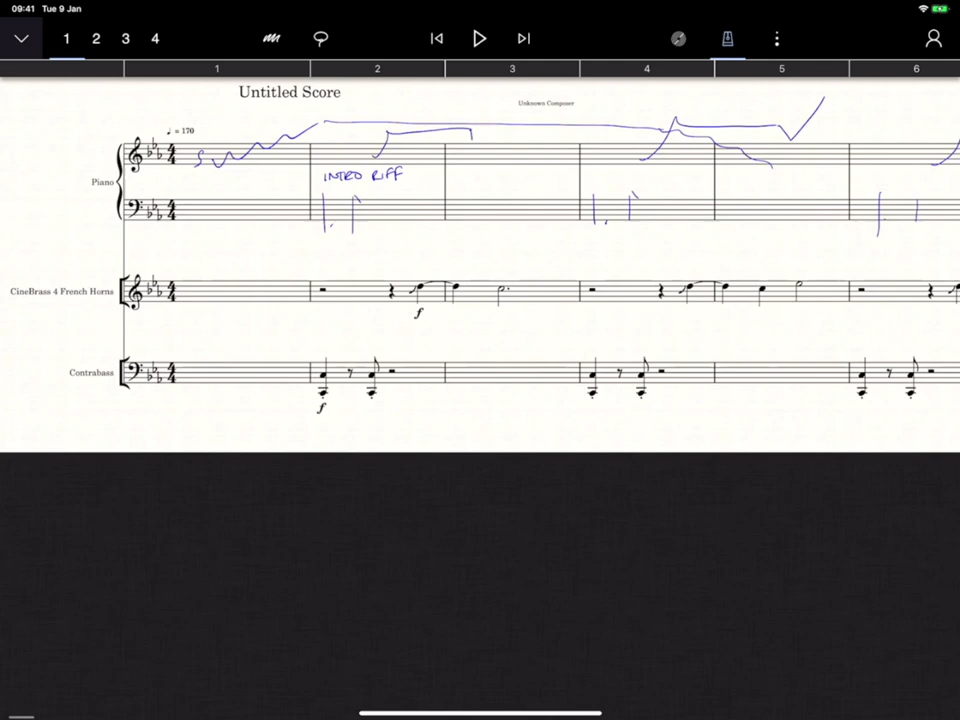 09:41 Tue 9 Jan
1 2 3 4
1 2 3 4 5 6
Untitled Score
Unknown Composer
♩ = 170
Piano
INTRO RIFF
CineBrass 4 French Horns
f
Contrabass
f